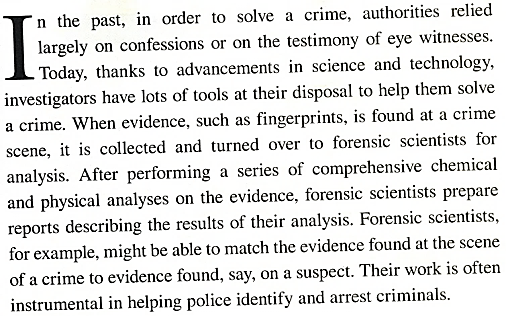 In the past, in order to solve a crime, authorities relied
largely on confessions or on the testimony of eye witnesses.
Today, thanks to advancements in science and technology,
investigators have lots of tools at their disposal to help them solve
a crime. When evidence, such as fingerprints, is found at a crime
scene, it is collected and turned over to forensic scientists for
analysis. After performing a series of comprehensive chemical
and physical analyses on the evidence, forensic scientists prepare
reports describing the results of their analysis. Forensic scientists,
for example, might be able to match the evidence found at the scene
of a crime to evidence found, say, on a suspect. Their work is often
instrumental in helping police identify and arrest criminals.